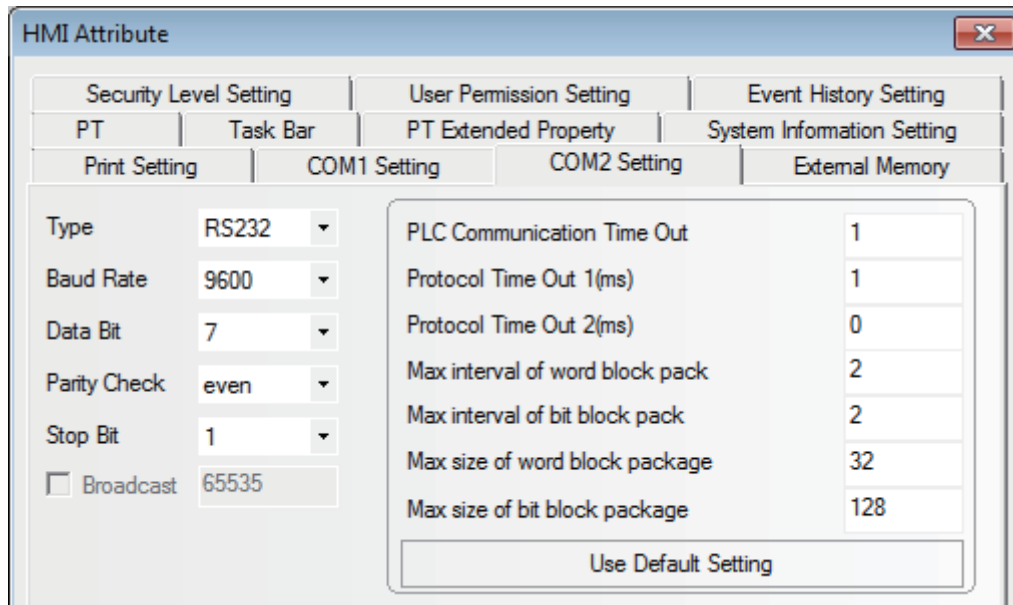 HMI Attribute
Security Level Setting User Permission Setting Event History Setting
PT Task Bar PT Extended Property System Information Setting
Print Setting COM1 Setting COM2 Setting External Memory
Type RS232
Baud Rate 9600
Data Bit 7
Parity Check even
Stop Bit 1
Broadcast 65535
PLC Communication Time Out 1
Protocol Time Out 1(ms) 1
Protocol Time Out 2(ms) 0
Max interval of word block pack 2
Max interval of bit block pack 2
Max size of word block package 32
Max size of bit block package 128
Use Default Setting